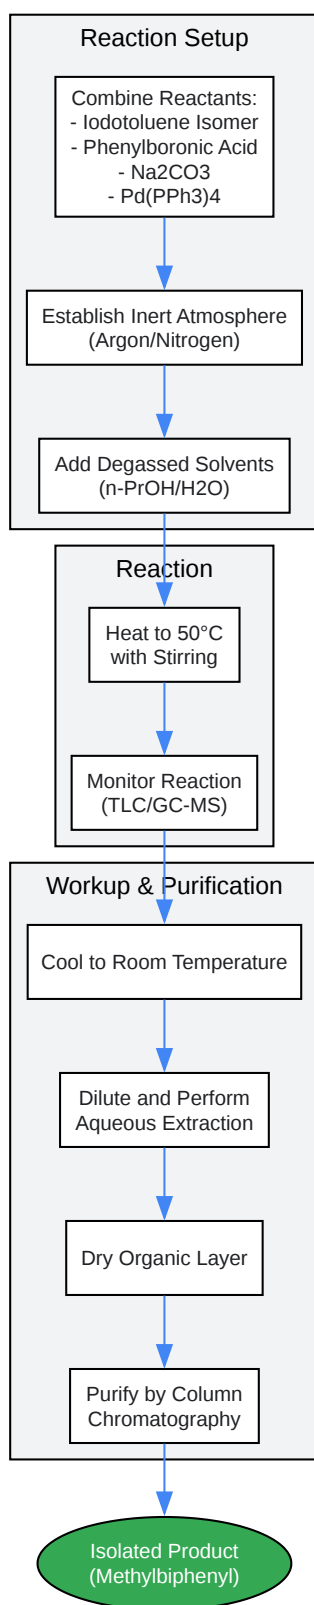 Reaction Setup
Combine Reactants:
- Iodotoluene Isomer
- Phenylboronic Acid
- Na2CO3
- Pd(PPh3)4
Establish Inert Atmosphere
(Argon/Nitrogen)
Add Degassed Solvents
(n-PrOH/H2O)
Reaction
Heat to 50°C
with Stirring
Monitor Reaction
(TLC/GC-MS)
Workup & Purification
Cool to Room Temperature
Dilute and Perform
Aqueous Extraction
Dry Organic Layer
Purify by Column
Chromatography
Isolated Product
(Methylbiphenyl)